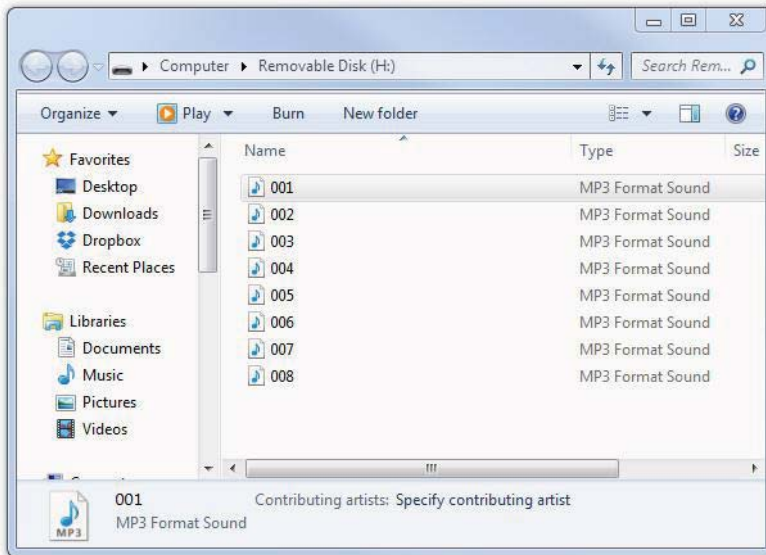 Computer Removable Disk (H:) Search Rem...
Organize Play Burn New folder
Favorites
Desktop
Downloads
Dropbox
Recent Places
Libraries
Documents
Music
Pictures
Videos
Name Type Size
001 MP3 Format Sound
002 MP3 Format Sound
003 MP3 Format Sound
004 MP3 Format Sound
005 MP3 Format Sound
006 MP3 Format Sound
007 MP3 Format Sound
008 MP3 Format Sound
001 Contributing artists: Specify contributing artist
MP3 Format Sound
MP3